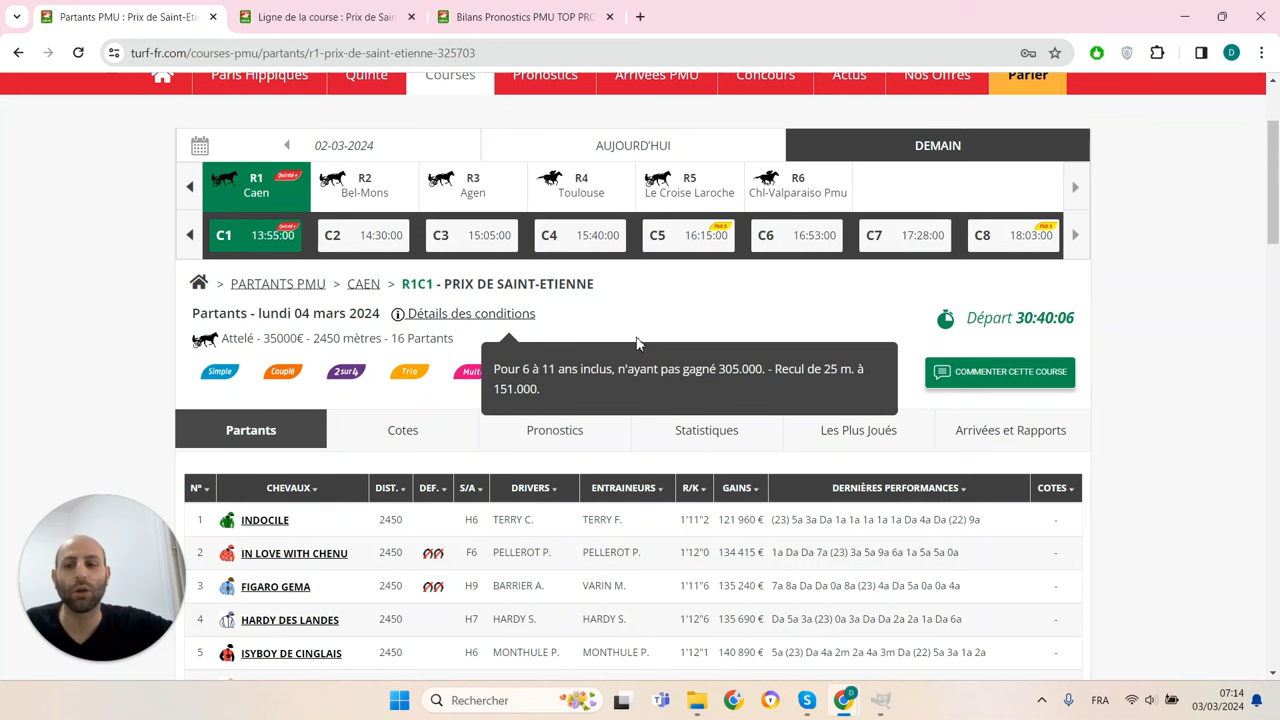 Partants PMU : Prix de Saint-Eti
Ligne de la course : Prix de Sain
Bilans Pronostics PMU TOP PRO
turf-fr.com/courses-pmu/partants/r1-prix-de-saint-etienne-325703
Paris Hippiques Quinté Courses Pronostics Arrivées PMU Concours Actus Nos Offres Parier
02-03-2024 AUJOURD'HUI DEMAIN
R1 Quinté+ R2 R3 R4 R5 R6
Caen Bel-Mons Agen Toulouse Le Croise Laroche Chl-Valparaiso Pmu
C1 13:55:00 Quinté+ C2 14:30:00 C3 15:05:00 C4 15:40:00 C5 16:15:00 Pick 5 C6 16:53:00 C7 17:28:00 C8 18:03:00 Pick 5
> PARTANTS PMU > CAEN > R1C1 - PRIX DE SAINT-ETIENNE
Partants - lundi 04 mars 2024 Détails des conditions
Départ 30:40:06
Attelé - 35000€ - 2450 mètres - 16 Partants
Pour 6 à 11 ans inclus, n'ayant pas gagné 305.000. - Recul de 25 m. à
151.000.
Simple Couplé 2sur4 Trio Mult
COMMENTER CETTE COURSE
Partants Cotes Pronostics Statistiques Les Plus Joués Arrivées et Rapports
N° CHEVAUX DIST. DEF. S/A DRIVERS ENTRAINEURS R/K GAINS DERNIÈRES PERFORMANCES COTES
1 INDOCILE 2450 H6 TERRY C. TERRY F. 1'11"2 121 960 € (23) 5a 3a Da 1a 1a 1a 1a Da 4a Da (22) 9a -
2 IN LOVE WITH CHENU 2450 F6 PELLEROT P. PELLEROT P. 1'12"0 134 415 € 1a Da Da 7a (23) 3a 5a 9a 6a 1a 5a 5a 0a -
3 FIGARO GEMA 2450 H9 BARRIER A. VARIN M. 1'11"6 135 240 € 7a 8a Da Da 0a 8a (23) 4a Da 5a 0a 0a 4a -
4 HARDY DES LANDES 2450 H7 HARDY S. HARDY S. 1'12"6 135 690 € Da 5a 3a (23) 0a 3a Da Da 2a 2a 1a Da 6a -
5 ISYBOY DE CINGLAIS 2450 H6 MONTHULE P. MONTHULE P. 1'12"1 140 890 € 5a (23) Da 4a 2m 2a 4a 3m Da (22) 5a 3a 1a 2a -
Rechercher
FRA
07:14
03/03/2024